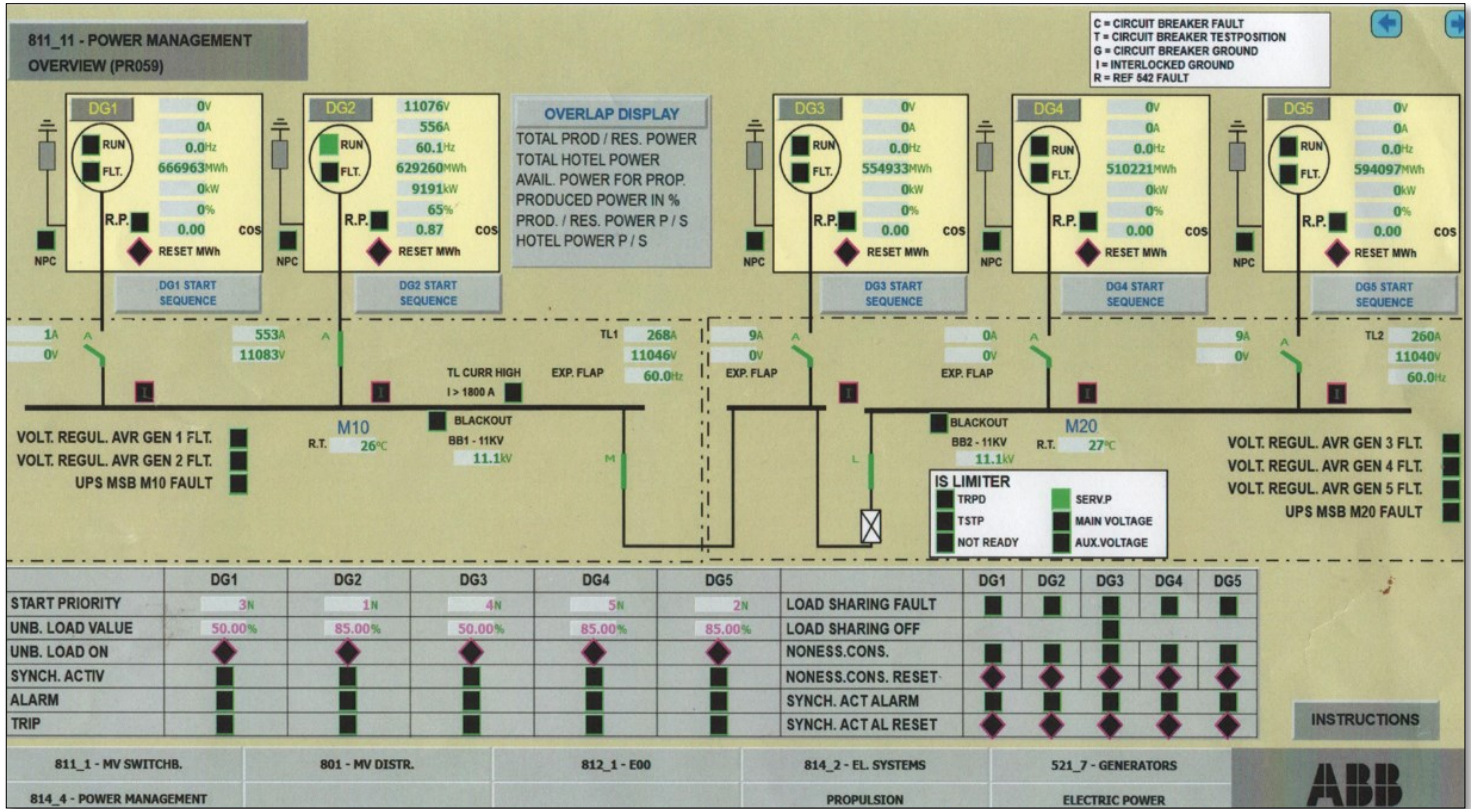 811_11 - POWER MANAGEMENT
OVERVIEW (PR059)
C = CIRCUIT BREAKER FAULT
T = CIRCUIT BREAKER TESTPOSITION
G = CIRCUIT BREAKER GROUND
I = INTERLOCKED GROUND
R = REF 542 FAULT
DG1
0V
0A
0.0Hz
666963MWh
0kW
0%
0.00
COS
RUN
FLT.
R.P.
RESET MWh
NPC
DG1 START
SEQUENCE
DG2
11076V
556A
60.1Hz
629260MWh
9191kW
65%
0.87
COS
RUN
FLT.
R.P.
RESET MWh
NPC
DG2 START
SEQUENCE
OVERLAP DISPLAY
TOTAL PROD / RES. POWER
TOTAL HOTEL POWER
AVAIL. POWER FOR PROP.
PRODUCED POWER IN %
PROD. / RES. POWER P / S
HOTEL POWER P / S
DG3
0V
0A
0.0Hz
554933MWh
0kW
0%
0.00
COS
RUN
FLT.
R.P.
RESET MWh
NPC
DG3 START
SEQUENCE
DG4
0V
0A
0.0Hz
510221MWh
0kW
0%
0.00
COS
RUN
FLT.
R.P.
RESET MWh
NPC
DG4 START
SEQUENCE
DG5
0V
0A
0.0Hz
594097MWh
0kW
0%
0.00
COS
RUN
FLT.
R.P.
RESET MWh
NPC
DG5 START
SEQUENCE
1A
0V
A
I
553A
11083V
A
I
TL CURR HIGH
I > 1800 A
EXP. FLAP
TL1 268A
11046V
60.0Hz
9A
0V
EXP. FLAP
A
I
0A
0V
EXP. FLAP
A
I
9A
0V
A
I
TL2 260A
11040V
60.0Hz
VOLT. REGUL. AVR GEN 1 FLT.
VOLT. REGUL. AVR GEN 2 FLT.
UPS MSB M10 FAULT
M10
R.T. 26°C
BLACKOUT
BB1 - 11KV
11.1kV
M
L
BLACKOUT
BB2 - 11KV
11.1kV
M20
R.T. 27°C
IS LIMITER
TRPD SERV.P
TSTP MAIN VOLTAGE
NOT READY AUX.VOLTAGE
VOLT. REGUL. AVR GEN 3 FLT.
VOLT. REGUL. AVR GEN 4 FLT.
VOLT. REGUL. AVR GEN 5 FLT.
UPS MSB M20 FAULT
DG1 DG2 DG3 DG4 DG5
START PRIORITY 3N 1N 4N 5N 2N
UNB. LOAD VALUE 50.00% 85.00% 50.00% 85.00% 85.00%
UNB. LOAD ON
SYNCH. ACTIV
ALARM
TRIP
DG1 DG2 DG3 DG4 DG5
LOAD SHARING FAULT
LOAD SHARING OFF
NONESS.CONS.
NONESS.CONS. RESET
SYNCH. ACT ALARM
SYNCH. ACT AL RESET
INSTRUCTIONS
811_1 - MV SWITCHB. 801 - MV DISTR. 812_1 - E00 814_2 - EL. SYSTEMS 521_7 - GENERATORS
814_4 - POWER MANAGEMENT PROPULSION ELECTRIC POWER
ABB